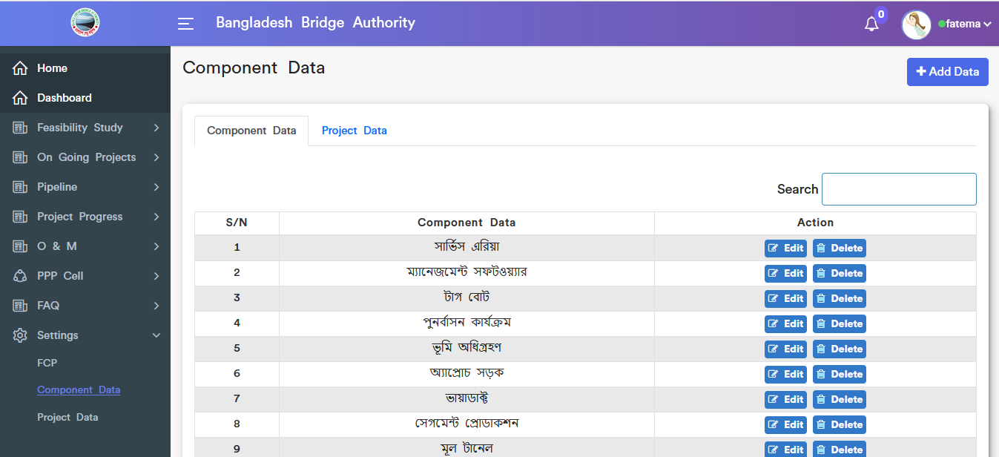 Bangladesh Bridge Authority
0
fatema
Home
Dashboard
Feasibility Study
On Going Projects
Pipeline
Project Progress
O & M
PPP Cell
FAQ
Settings
FCP
Component Data
Project Data
Component Data
Add Data
Component Data Project Data
Search
S/N Component Data Action
1 সার্ভিস এরিয়া Edit Delete
2 ম্যানেজমেন্ট সফটওয়্যার Edit Delete
3 টাগ বোট Edit Delete
4 পুনর্বাসন কার্যক্রম Edit Delete
5 ভূমি অধিগ্রহণ Edit Delete
6 অ্যাপ্রোচ সড়ক Edit Delete
7 ভায়াডাক্ট Edit Delete
8 সেগমেন্ট প্রোডাকশন Edit Delete
9 মূল টানেল Edit Delete